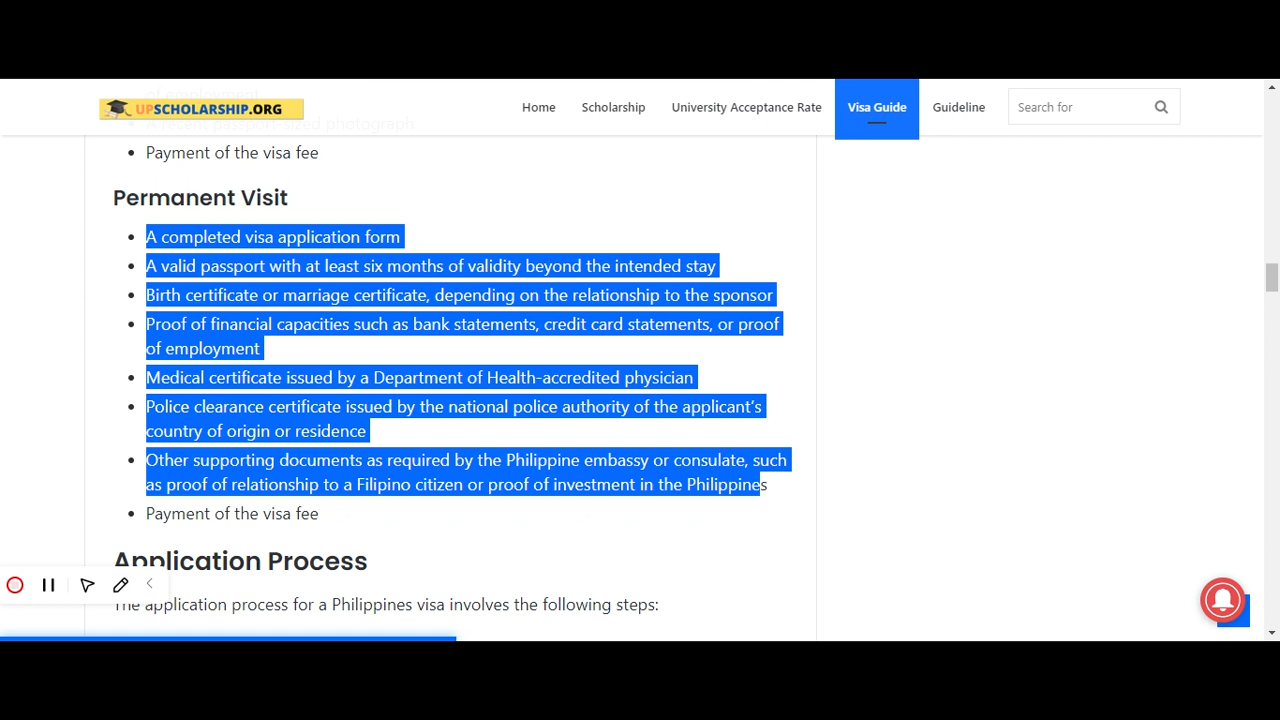 of employment
UPSCHOLARSHIP.ORG
Home
Scholarship
University Acceptance Rate
Visa Guide
Guideline
Search for
A recent passport-sized photograph
• Payment of the visa fee
Permanent Visit
• A completed visa application form
• A valid passport with at least six months of validity beyond the intended stay
• Birth certificate or marriage certificate, depending on the relationship to the sponsor
• Proof of financial capacities such as bank statements, credit card statements, or proof
of employment
• Medical certificate issued by a Department of Health-accredited physician
• Police clearance certificate issued by the national police authority of the applicant’s
country of origin or residence
• Other supporting documents as required by the Philippine embassy or consulate, such
as proof of relationship to a Filipino citizen or proof of investment in the Philippines
• Payment of the visa fee
Application Process
The application process for a Philippines visa involves the following steps: